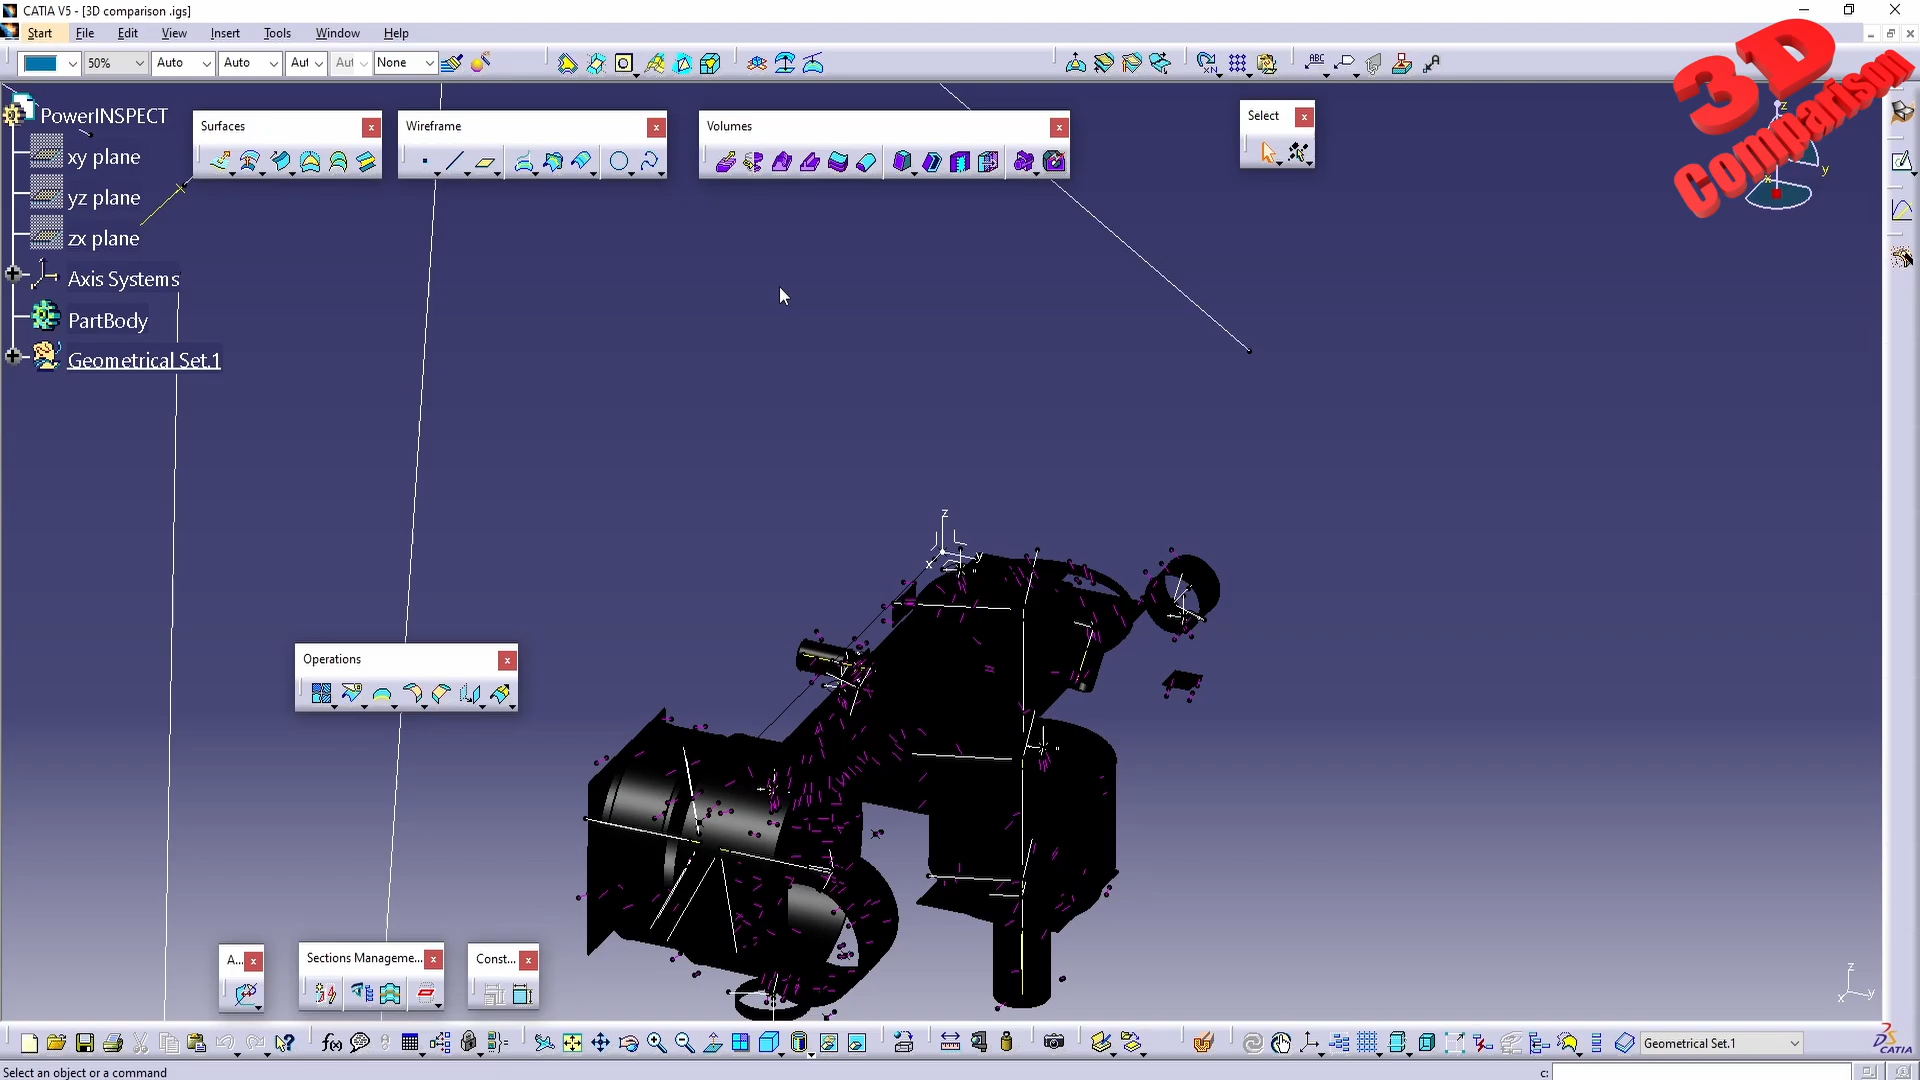 CATIA V5 - [3D comparison .igs]
Start File Edit View Insert Tools Window Help
50% Auto Auto Aut Aut None
3D
Comparison
PowerINSPECT
xy plane
yz plane
zx plane
Axis Systems
PartBody
Geometrical Set.1
Surfaces
Wireframe
Volumes
Select
ABC
z
y
x
z
y
x
Operations
A...
Sections Manageme...
Const...
z
x
y
f(x)
Geometrical Set.1
CATIA
Select an object or a command
c: